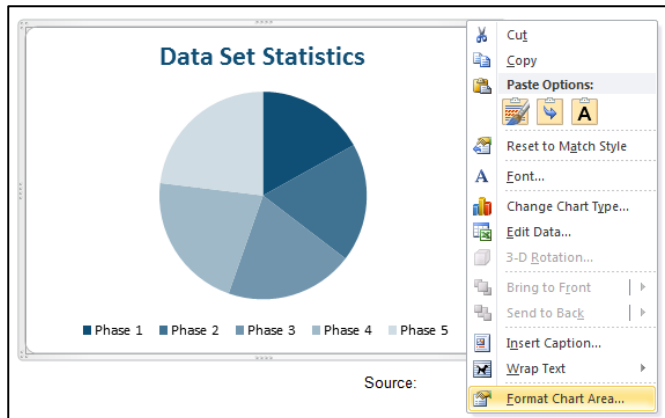 Data Set Statistics
Phase 1 Phase 2 Phase 3 Phase 4 Phase 5
Source:
Cut
Copy
Paste Options:
A
Reset to Match Style
A Font...
Change Chart Type...
Edit Data...
3-D Rotation...
Bring to Front
Send to Back
Insert Caption...
Wrap Text
Format Chart Area...